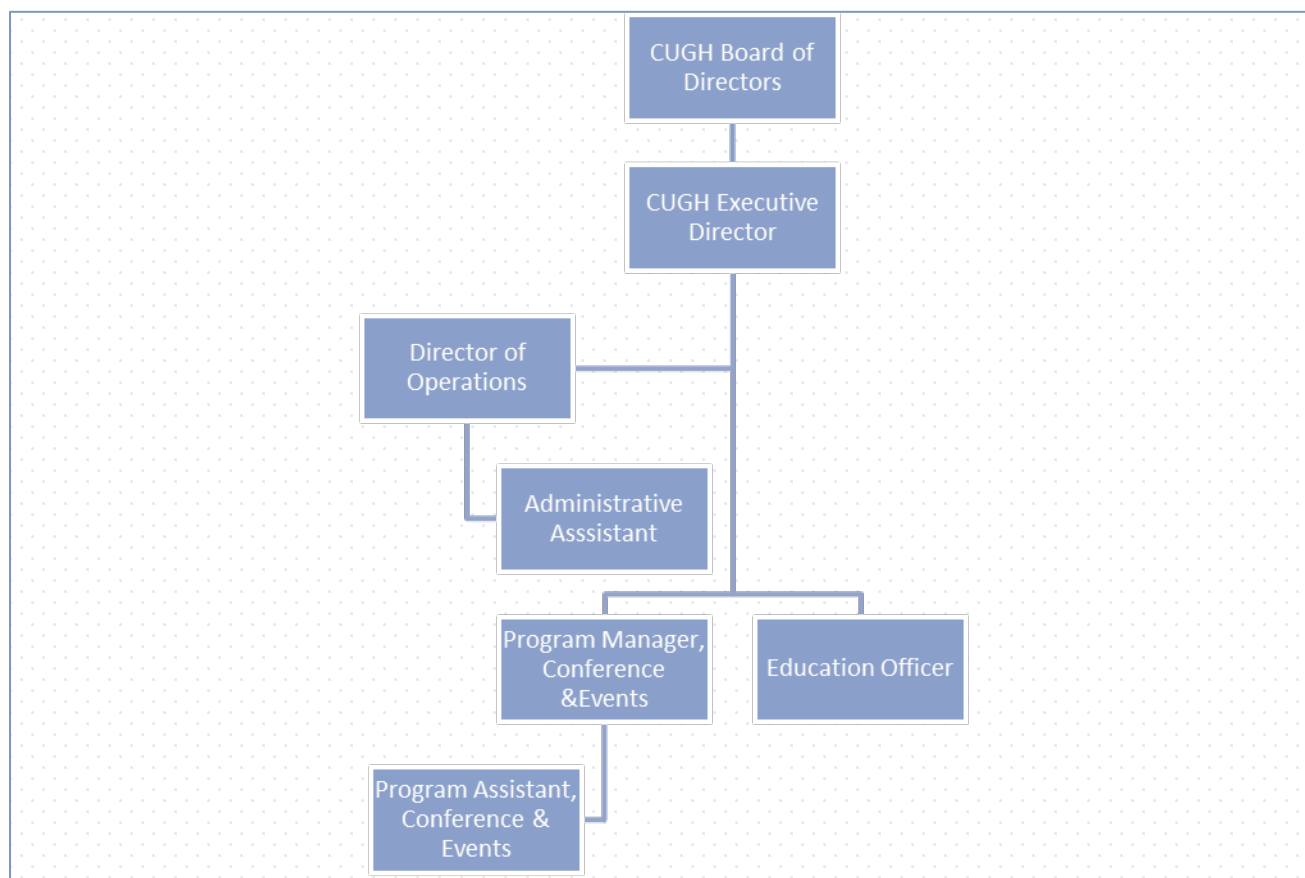 CUGH Board of
Directors
CUGH Executive
Director
Director of
Operations
Administrative
Asssistant
Program Manager,
Conference
&Events
Education Officer
Program Assistant,
Conference &
Events